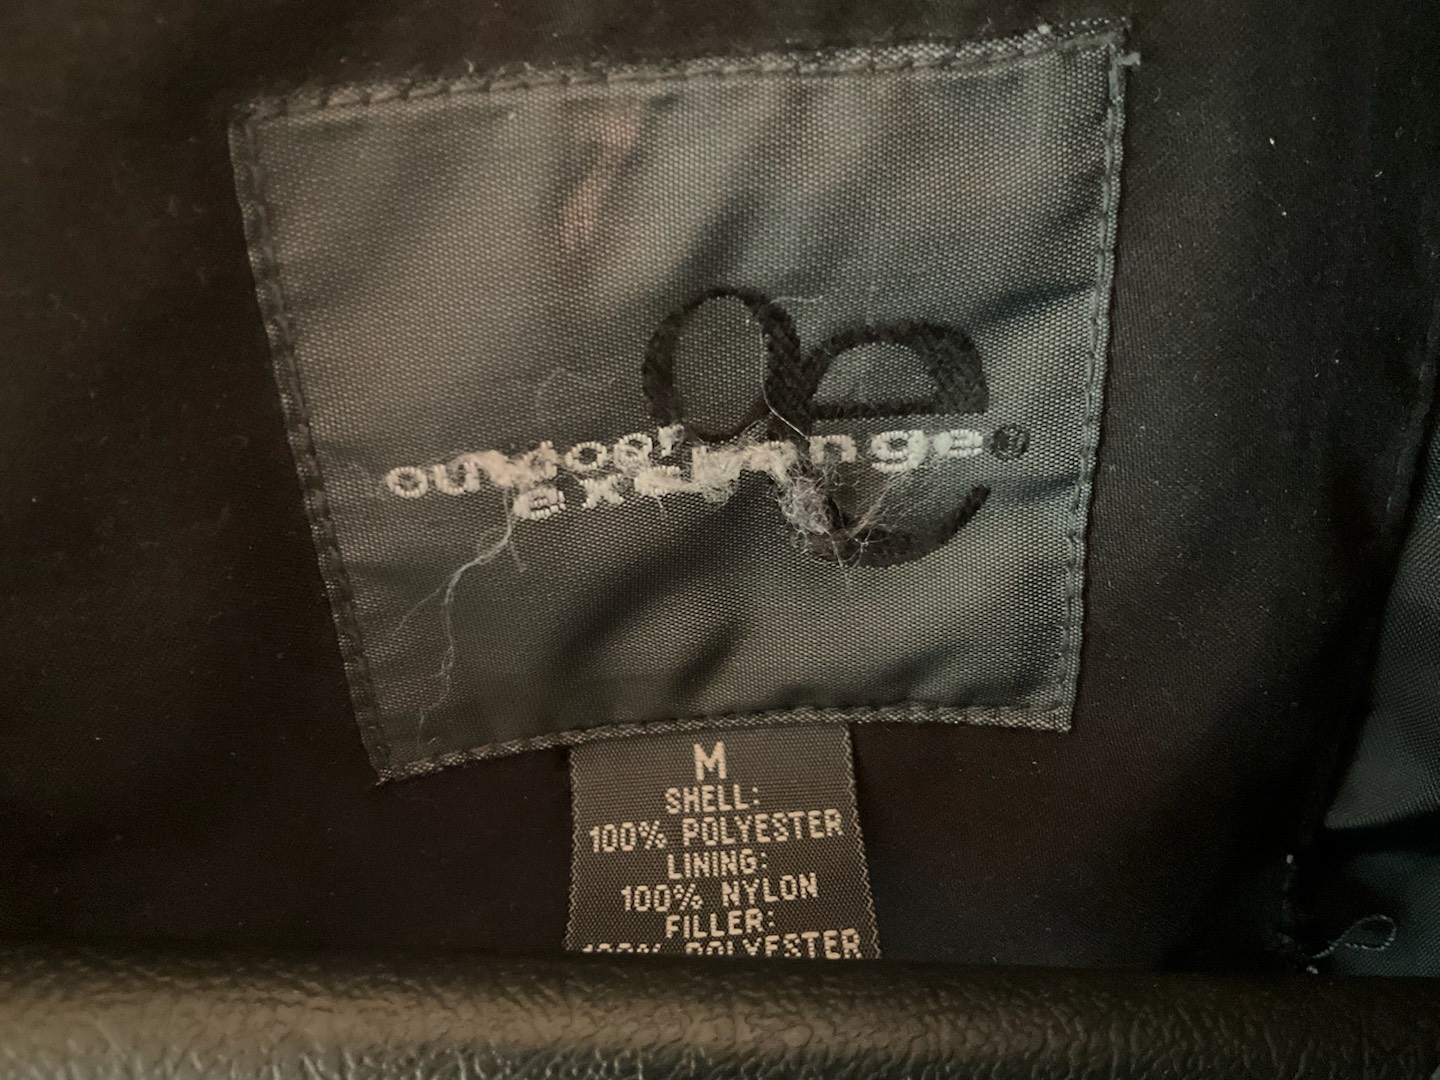 oe
outdoor
exchange®
M
SHELL:
100% POLYESTER
LINING:
100% NYLON
FILLER:
100% POLYESTER